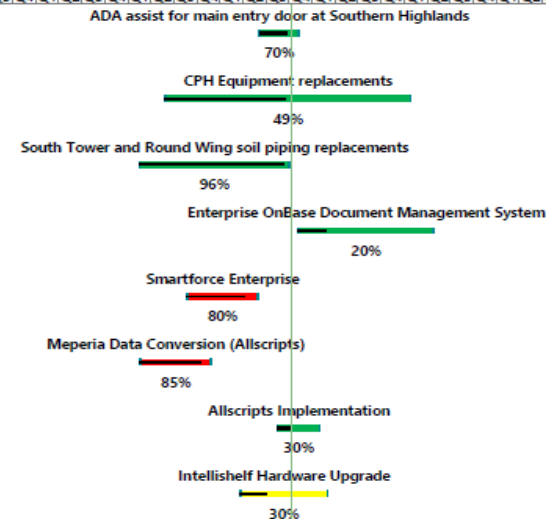 ADA assist for main entry door at Southern Highlands
70%
CPH Equipment replacements
49%
South Tower and Round Wing soil piping replacements
96%
Enterprise OnBase Document Management System
20%
Smartforce Enterprise
80%
Meperia Data Conversion (Allscripts)
85%
Allscripts Implementation
30%
Intellishelf Hardware Upgrade
30%